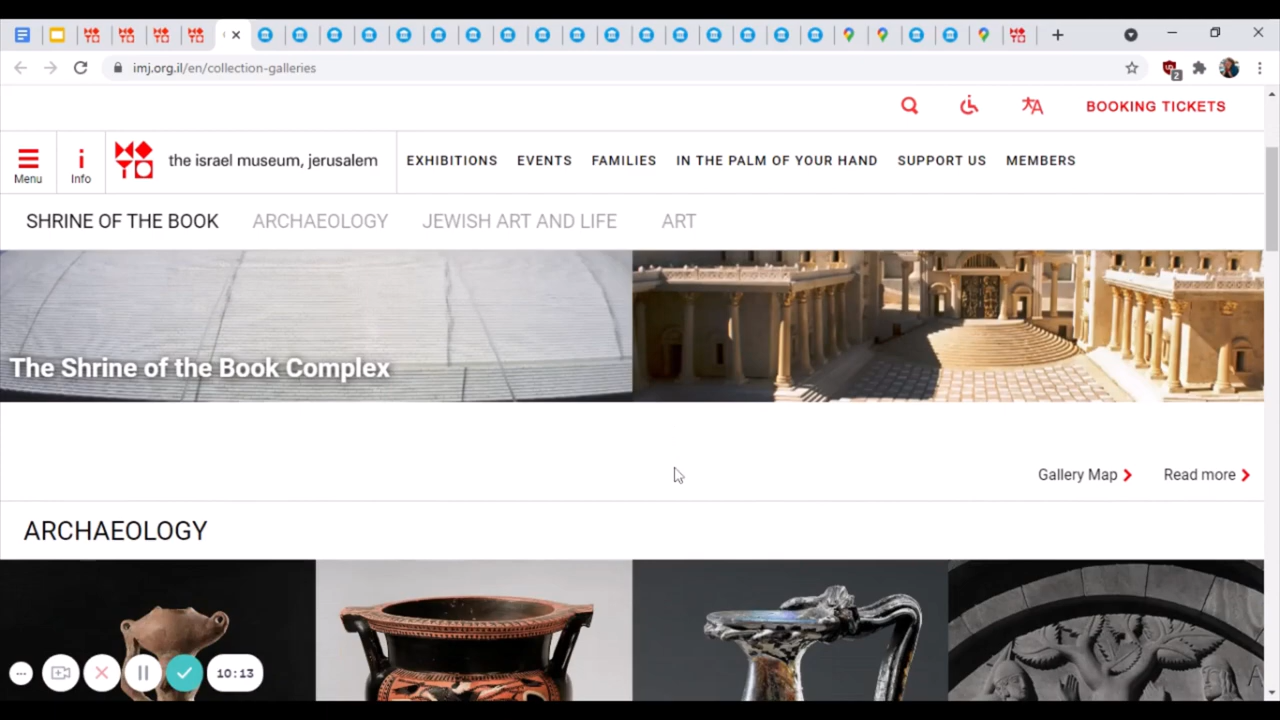 imj.org.il/en/collection-galleries
2
BOOKING TICKETS
Menu
Info
the israel museum, jerusalem
EXHIBITIONS
EVENTS
FAMILIES
IN THE PALM OF YOUR HAND
SUPPORT US
MEMBERS
SHRINE OF THE BOOK
ARCHAEOLOGY
JEWISH ART AND LIFE
ART
The Shrine of the Book Complex
Gallery Map
Read more
ARCHAEOLOGY
10:13